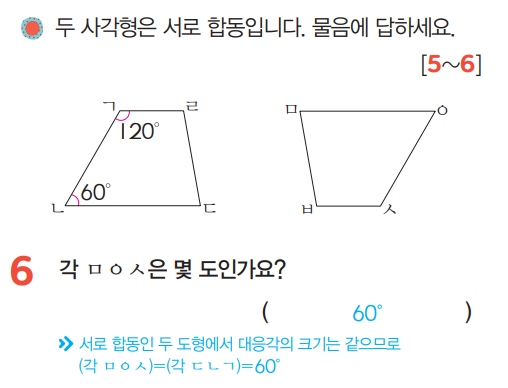 두 사각형은 서로 합동입니다. 물음에 답하세요.
[5~6]
ㄱ ㄹ
120°
60°
ㄴ ㄷ
ㅁ ㅇ
ㅂ ㅅ
6 각 ㅁㅇㅅ은 몇 도인가요?
( 60° )
» 서로 합동인 두 도형에서 대응각의 크기는 같으므로
(각 ㅁㅇㅅ)=(각 ㄷㄴㄱ)=60°